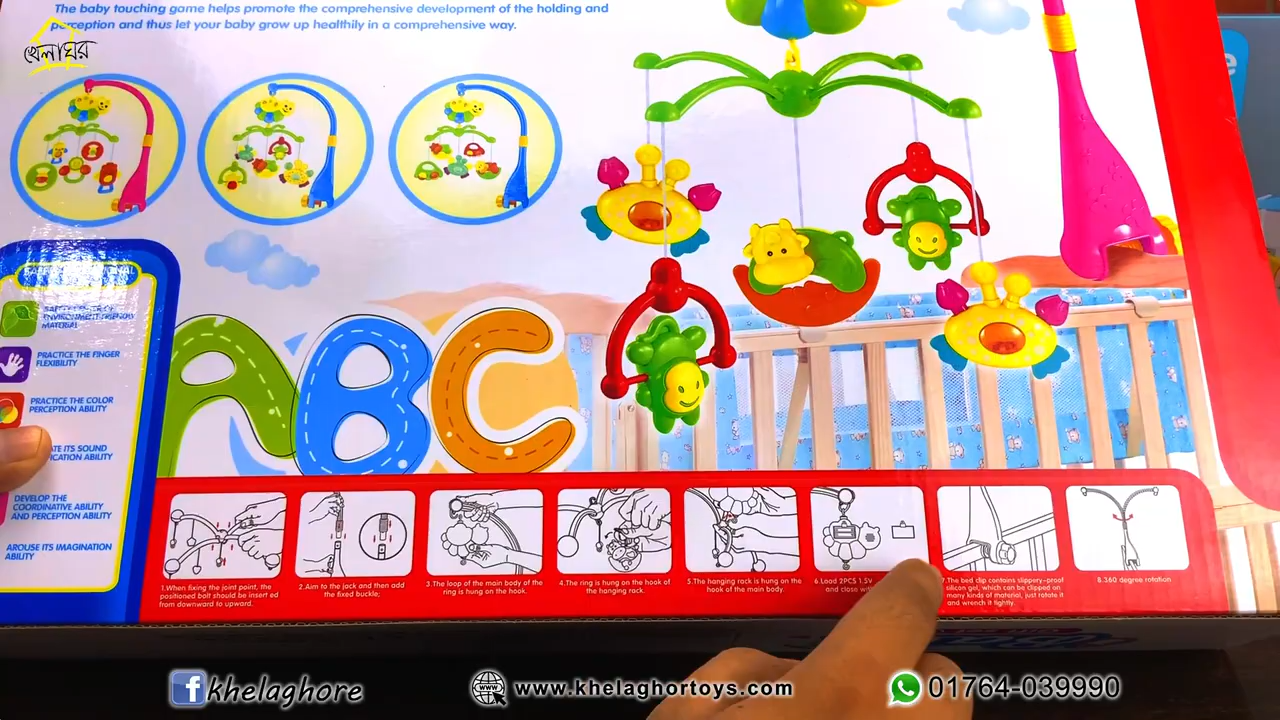 The baby touching game helps promote the comprehensive development of the holding and
perception and thus let your baby grow up healthily in a comprehensive way.
খেলাঘর
MATERIAL
PRACTICE THE FINGER
FLEXIBILITY
PRACTICE THE COLOR
PERCEPTION ABILITY
ITS SOUND
ABILITY
DEVELOP THE
COORDINATIVE ABILITY
AND PERCEPTION ABILITY
AROUSE ITS IMAGINATION
ABILITY
ABC
1.When fixing the joint point, the
positioned bolt should be insert ed
from downward to upward.
2.Aim to the jack and then add
the fixed buckle;
3.The loop of the main body of the
ring is hung on the hook.
4.The ring is hung on the hook of
the hanging rack.
5.The hanging rack is hung on the
hook of the main body.
6.Load 2PCS 1.5v
and close
7.The bed clip contains slippery-proof
silicon gel, which can be clipped on
many kinds of material, just rotate it
and wrench it tightly.
8.360 degree rotation
khelaghore
www.khelaghortoys.com
01764-039990